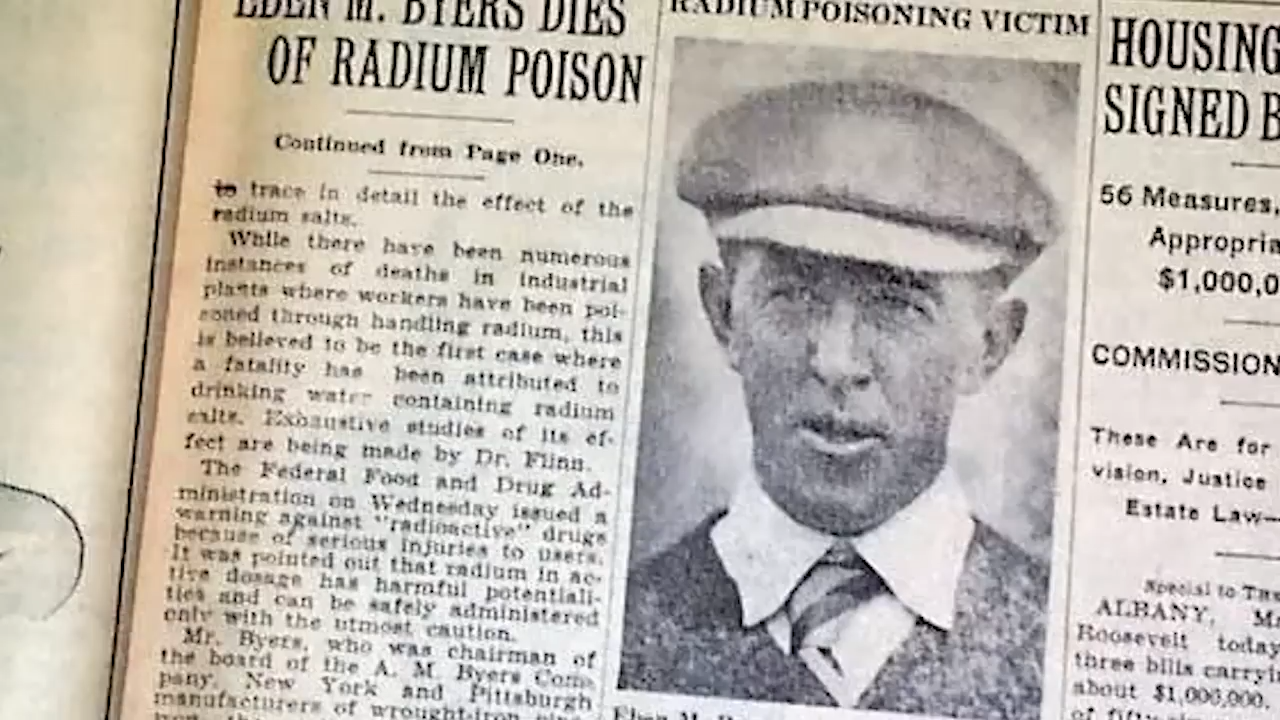 EBEN M. BYERS DIES
OF RADIUM POISON
Continued from Page One.
to trace in detail the effect of the
radium salts.
While there have been numerous
instances of deaths in industrial
plants where workers have been poi-
soned through handling radium, this
is believed to be the first case where
a fatality has been attributed to
drinking water containing radium
salts. Exhaustive studies of its ef-
fect are being made by Dr. Flinn.
The Federal Food and Drug Ad-
ministration on Wednesday issued a
warning against "radioactive" drugs
because of serious injuries to users.
It was pointed out that radium in ac-
tive dosage has harmful potentiali-
ties and can be safely administered
only with the utmost caution.
Mr. Byers, who was chairman of
the board of the A. M. Byers Com-
pany, New York and Pittsburgh
manufacturers of wrought-iron pipe
RADIUM POISONING VICTIM
Eben M.
HOUSING
SIGNED B
56 Measures,
Appropria
$1,000,0
COMMISSION
These Are for
vision, Justice
Estate Law—
Special to The
ALBANY, Ma
Roosevelt today
three bills carryi
about $1,000,000.
of fift